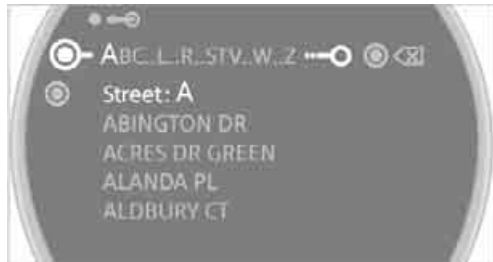 ABC..L..R..STV..W..Z
Street: A
ABINGTON DR
ACRES DR GREEN
ALANDA PL
ALDBURY CT